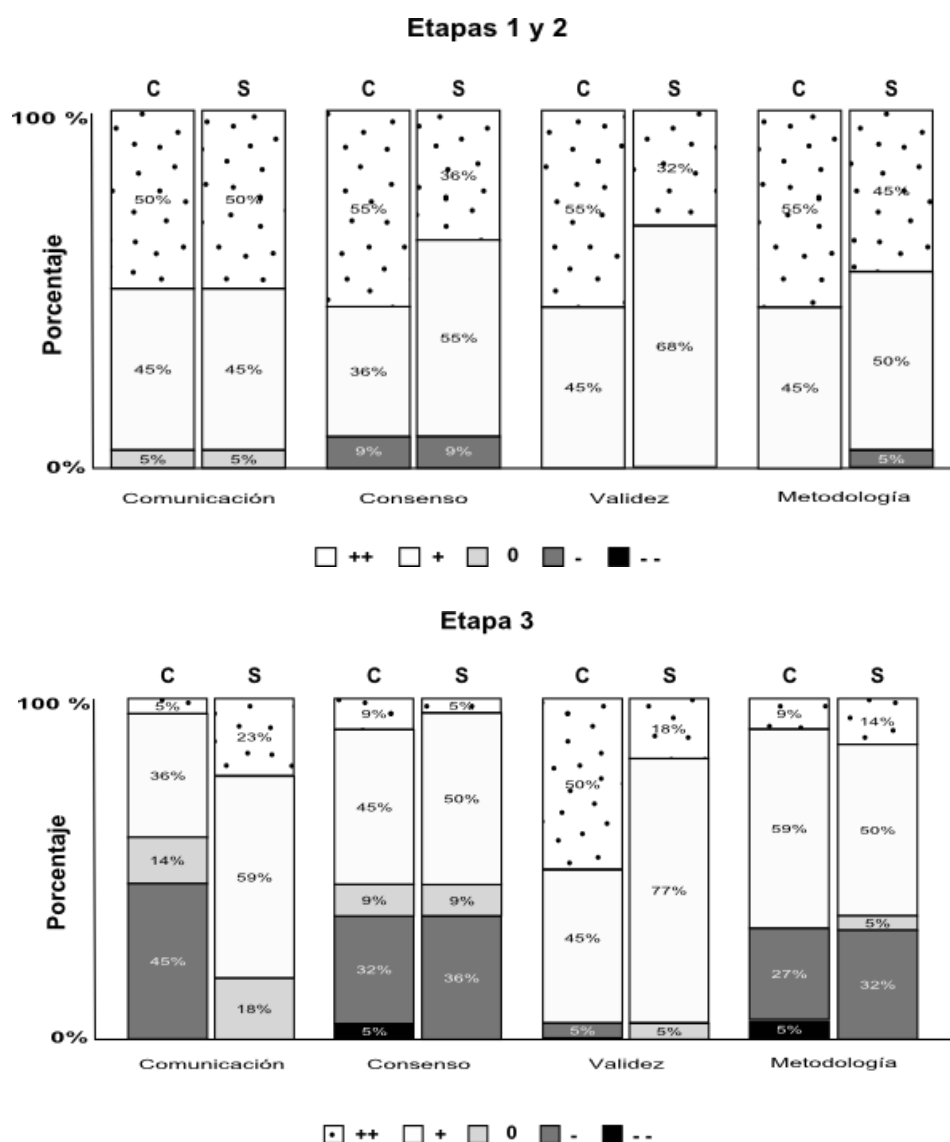 Etapas 1 y 2
C S C S C S C S
100 %
50% 50% 55% 36% 55% 32% 55% 45%
45% 45% 36% 55% 45% 68% 45% 50%
5% 5% 9% 9% 5%
0%
Porcentaje
Comunicación Consenso Validez Metodología
++ + 0 - - -
Etapa 3
C S C S C S C S
100 %
5% 23% 9% 5% 50% 18% 9% 14%
36% 59% 45% 50% 45% 77% 59% 50%
14% 18% 9% 9% 5% 5% 27% 5%
45% 32% 36% 32%
5% 5%
0%
Porcentaje
Comunicación Consenso Validez Metodología
++ + 0 - - -